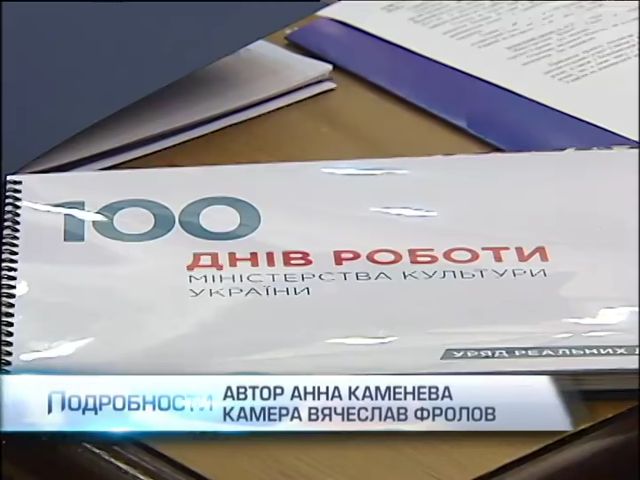 100
ДНІВ РОБОТИ
МІНІСТЕРСТВА КУЛЬТУРИ
УКРАЇНИ
УРЯД РЕАЛЬНИХ
ПОДРОБНОСТИ
АВТОР АННА КАМЕНЕВА
КАМЕРА ВЯЧЕСЛАВ ФРОЛОВ